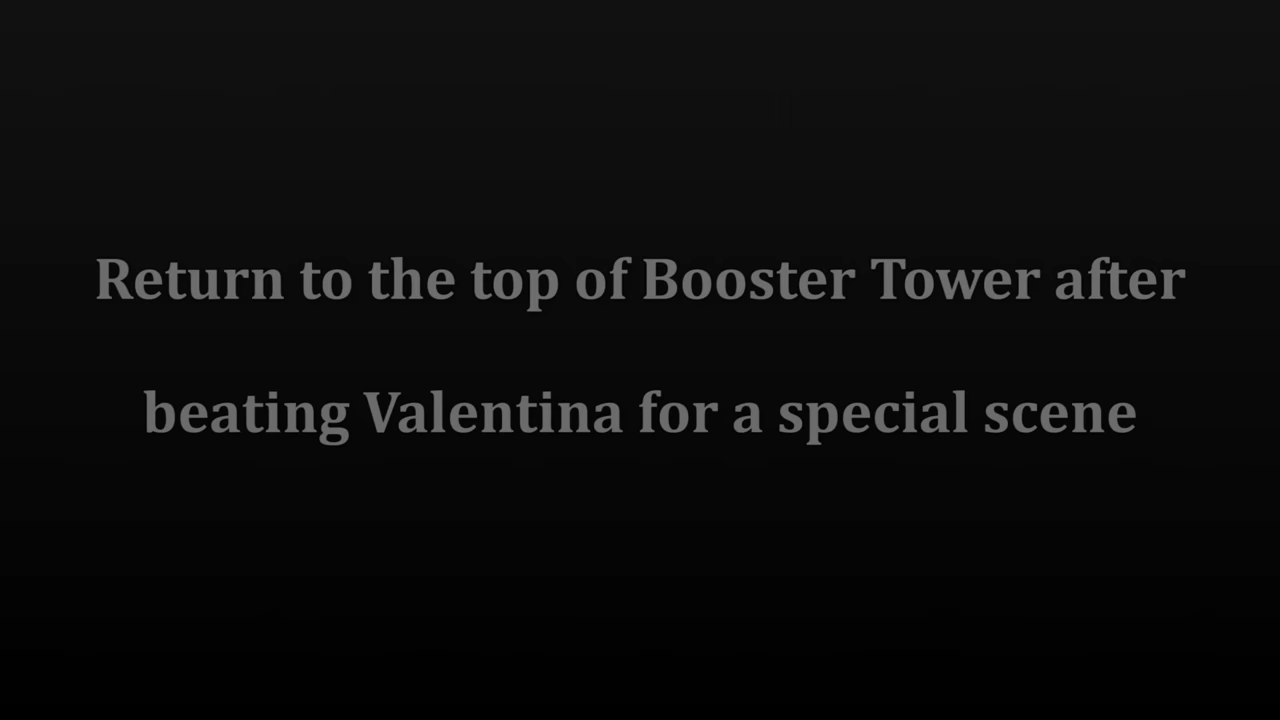 Return to the top of Booster Tower after
beating Valentina for a special scene